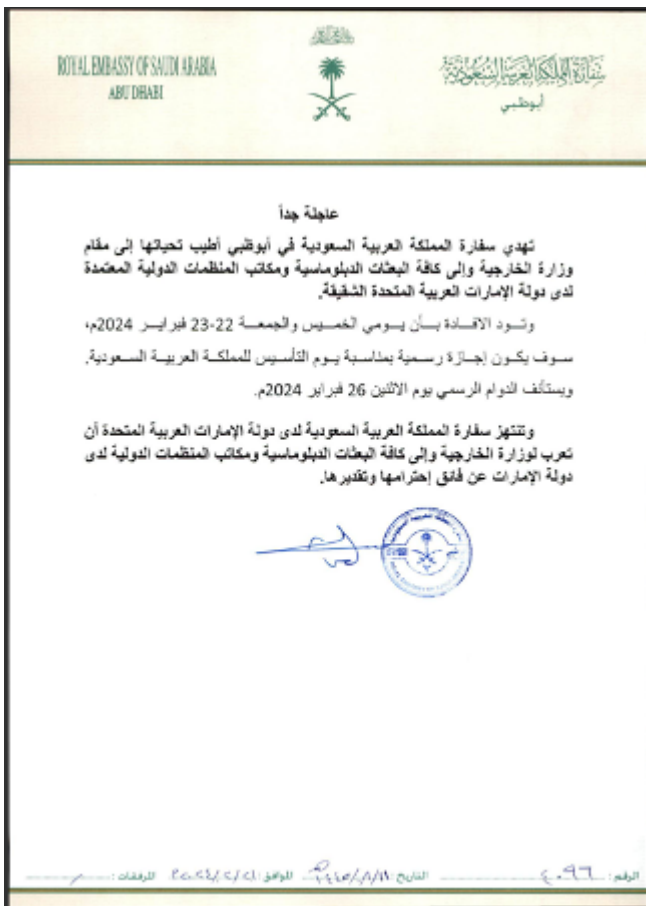 ROYAL EMBASSY OF SAUDI ARABIA
ABU DHABI
سفارة المملكة العربية السعودية
أبوظبي
عاجلة جداً
تهدي سفارة المملكة العربية السعودية في أبوظبي أطيب تحياتها إلى مقام
وزارة الخارجية وإلى كافة البعثات الدبلوماسية ومكاتب المنظمات الدولية المعتمدة
لدى دولة الإمارات العربية المتحدة الشقيقة.
وتود الافادة بأن يومي الخميس والجمعة 22-23 فبراير 2024م،
سوف يكون إجازة رسمية بمناسبة يوم التأسيس للمملكة العربية السعودية.
ويستأنف الدوام الرسمي يوم الاثنين 26 فبراير 2024م.
وتنتهز سفارة المملكة العربية السعودية لدى دولة الإمارات العربية المتحدة أن
تعرب لوزارة الخارجية وإلى كافة البعثات الدبلوماسية ومكاتب المنظمات الدولية لدى
دولة الإمارات عن فائق إحترامها وتقديرها.
الرقم: ٤٠٩٦ التاريخ: الموافق: ٢٠٢٤/٢/٢١ المرفقات: